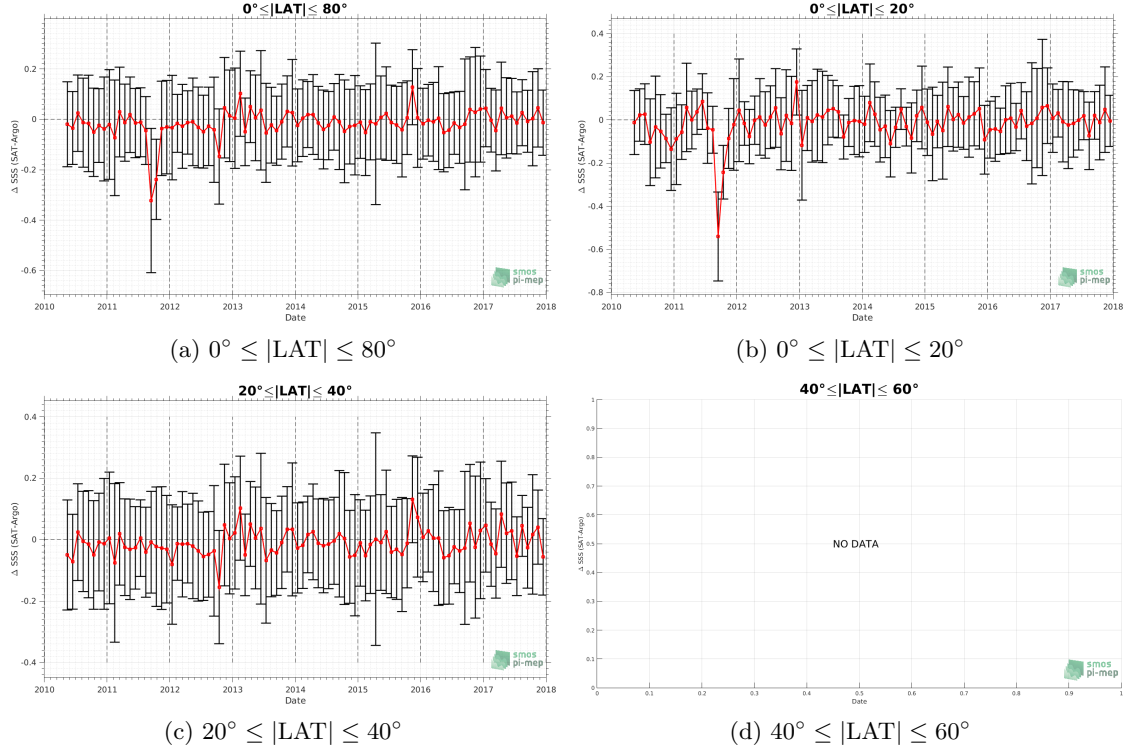 0°≤|LAT|≤ 80°
Δ SSS (SAT-Argo)
0.2
0
-0.2
-0.4
-0.6
2010 2011 2012 2013 2014 2015 2016 2017 2018
Date
smos
pi-mep
(a) 0° ≤ |LAT| ≤ 80°
0°≤|LAT|≤ 20°
Δ SSS (SAT-Argo)
0.4
0.2
0
-0.2
-0.4
-0.6
-0.8
2010 2011 2012 2013 2014 2015 2016 2017 2018
Date
smos
pi-mep
(b) 0° ≤ |LAT| ≤ 20°
20°≤|LAT|≤ 40°
Δ SSS (SAT-Argo)
0.4
0.2
0
-0.2
-0.4
2010 2011 2012 2013 2014 2015 2016 2017 2018
Date
smos
pi-mep
(c) 20° ≤ |LAT| ≤ 40°
40°≤|LAT|≤ 60°
Δ SSS (SAT-Argo)
1
0.9
0.8
0.7
0.6
0.5
0.4
0.3
0.2
0.1
0
NO DATA
0 0.1 0.2 0.3 0.4 0.5 0.6 0.7 0.8 0.9 1
Date
smos
pi-mep
(d) 40° ≤ |LAT| ≤ 60°